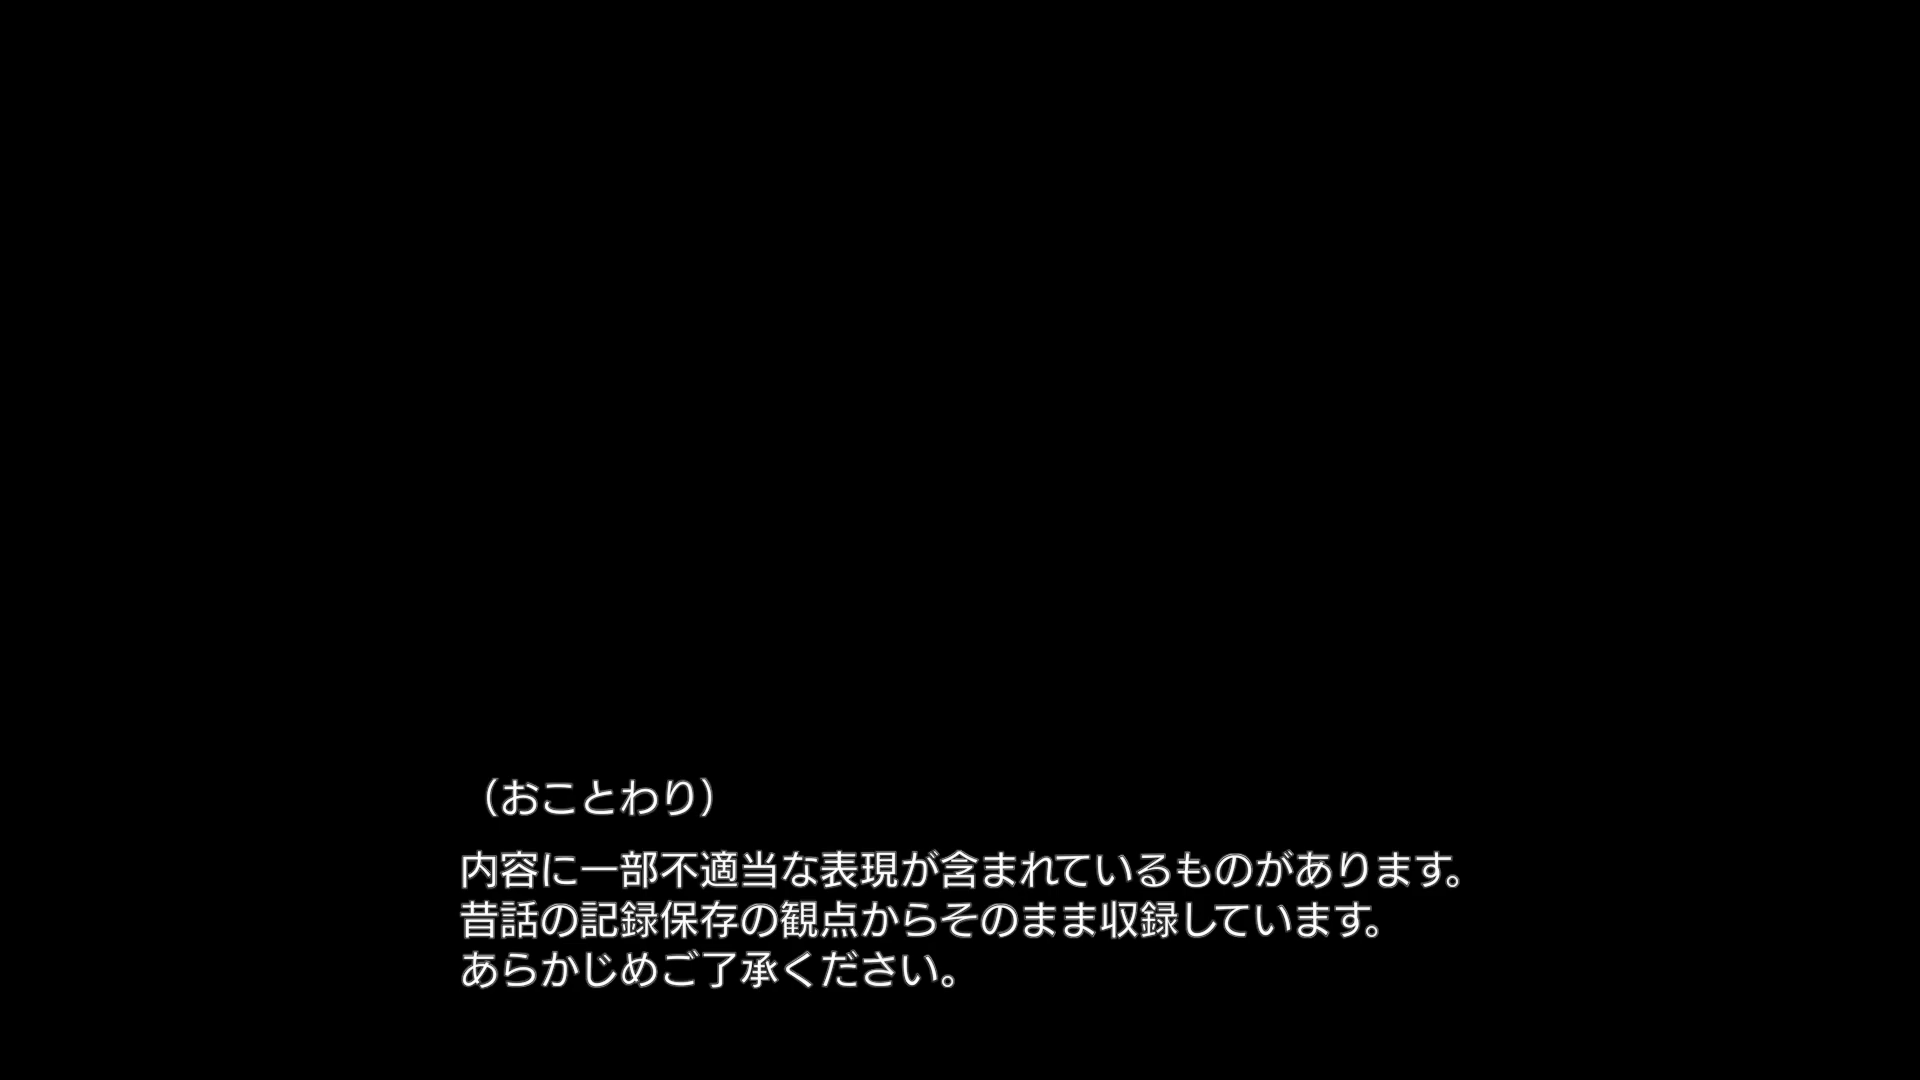 （おことわり）
内容に一部不適当な表現が含まれているものがあります。
昔話の記録保存の観点からそのまま収録しています。
あらかじめご了承ください。